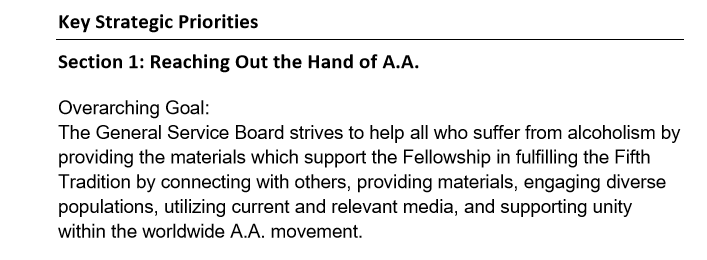 Key Strategic Priorities
Section 1: Reaching Out the Hand of A.A.
Overarching Goal:
The General Service Board strives to help all who suffer from alcoholism by
providing the materials which support the Fellowship in fulfilling the Fifth
Tradition by connecting with others, providing materials, engaging diverse
populations, utilizing current and relevant media, and supporting unity
within the worldwide A.A. movement.